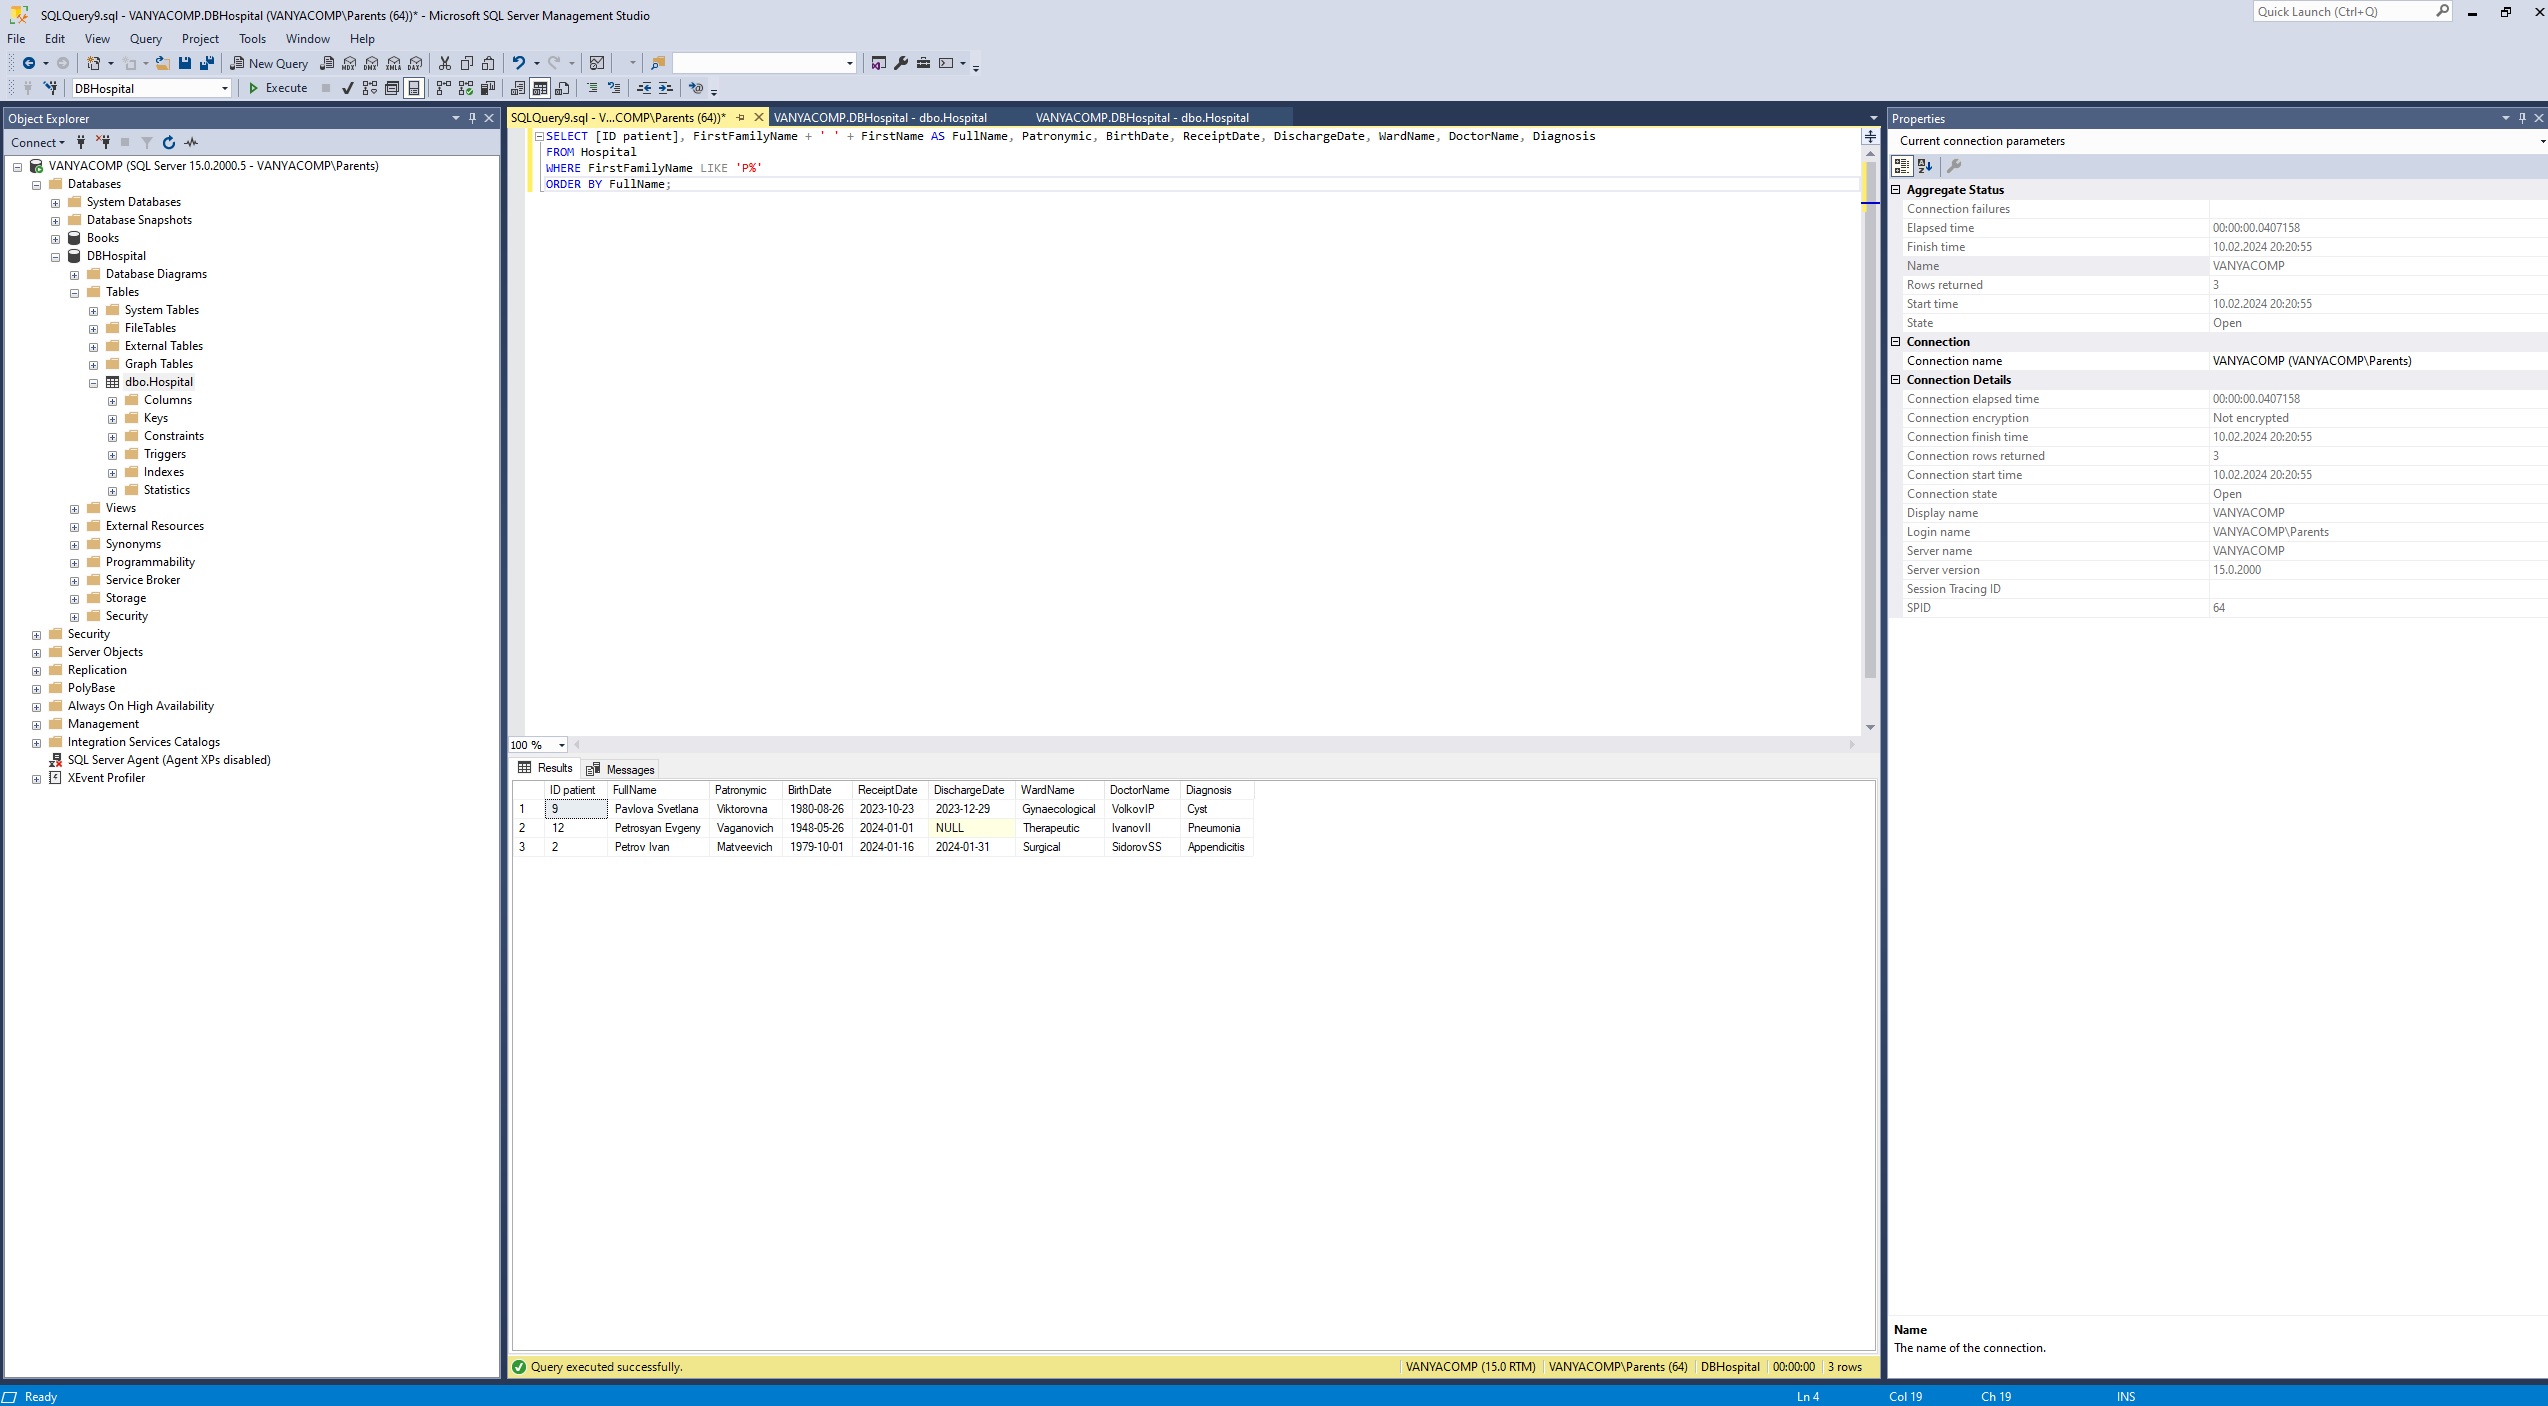 SQLQuery9.sql - VANYACOMP.DBHospital (VANYACOMP\Parents (64))* - Microsoft SQL Server Management Studio
Quick Launch (Ctrl+Q)
File Edit View Query Project Tools Window Help
New Query
DBHospital
Execute
Object Explorer
Connect
VANYACOMP (SQL Server 15.0.2000.5 - VANYACOMP\Parents)
Databases
System Databases
Database Snapshots
Books
DBHospital
Database Diagrams
Tables
System Tables
FileTables
External Tables
Graph Tables
dbo.Hospital
Columns
Keys
Constraints
Triggers
Indexes
Statistics
Views
External Resources
Synonyms
Programmability
Service Broker
Storage
Security
Security
Server Objects
Replication
PolyBase
Always On High Availability
Management
Integration Services Catalogs
SQL Server Agent (Agent XPs disabled)
XEvent Profiler
SQLQuery9.sql - V...COMP\Parents (64))* VANYACOMP.DBHospital - dbo.Hospital VANYACOMP.DBHospital - dbo.Hospital
SELECT [ID patient], FirstFamilyName + ' ' + FirstName AS FullName, Patronymic, BirthDate, ReceiptDate, DischargeDate, WardName, DoctorName, Diagnosis
FROM Hospital
WHERE FirstFamilyName LIKE 'P%'
ORDER BY FullName;
100 %
Results Messages
ID patient FullName Patronymic BirthDate ReceiptDate DischargeDate WardName DoctorName Diagnosis
1 9 Pavlova Svetlana Viktorovna 1980-08-26 2023-10-23 2023-12-29 Gynaecological VolkovIP Cyst
2 12 Petrosyan Evgeny Vaganovich 1948-05-26 2024-01-01 NULL Therapeutic IvanovII Pneumonia
3 2 Petrov Ivan Matveevich 1979-10-01 2024-01-16 2024-01-31 Surgical SidorovSS Appendicitis
Query executed successfully. VANYACOMP (15.0 RTM) VANYACOMP\Parents (64) DBHospital 00:00:00 3 rows
Properties
Current connection parameters
Aggregate Status
Connection failures
Elapsed time 00:00:00.0407158
Finish time 10.02.2024 20:20:55
Name VANYACOMP
Rows returned 3
Start time 10.02.2024 20:20:55
State Open
Connection
Connection name VANYACOMP (VANYACOMP\Parents)
Connection Details
Connection elapsed time 00:00:00.0407158
Connection encryption Not encrypted
Connection finish time 10.02.2024 20:20:55
Connection rows returned 3
Connection start time 10.02.2024 20:20:55
Connection state Open
Display name VANYACOMP
Login name VANYACOMP\Parents
Server name VANYACOMP
Server version 15.0.2000
Session Tracing ID
SPID 64
Name
The name of the connection.
Ready Ln 4 Col 19 Ch 19 INS